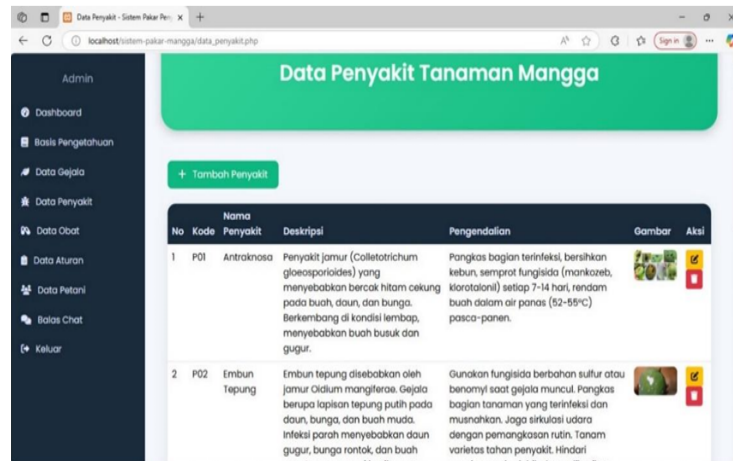 Data Penyakit - Sistem Pakar Pen
localhost/sistem-pakar-mangga/data_penyakit.php
Sign in
Admin
Dashboard
Basis Pengetahuan
Data Gejala
Data Penyakit
Data Obat
Data Aturan
Data Petani
Balas Chat
Keluar
Data Penyakit Tanaman Mangga
+ Tambah Penyakit
No Kode Nama Penyakit Deskripsi Pengendalian Gambar Aksi
1 P01 Antraknosa
Penyakit jamur (Colletotrichum
gloeosporioides) yang
menyebabkan bercak hitam cekung
pada buah, daun, dan bunga.
Berkembang di kondisi lembap,
menyebabkan buah busuk dan
gugur.
Pangkas bagian terinfeksi, bersihkan
kebun, semprot fungisida (mankozeb,
klorotalonil) setiap 7-14 hari, rendam
buah dalam air panas (52-55°C)
pasca-panen.
2 P02 Embun
Tepung
Embun tepung disebabkan oleh
jamur Oidium mangiferae. Gejala
berupa lapisan tepung putih pada
daun, bunga, dan buah muda.
Infeksi parah menyebabkan daun
gugur, bunga rontok, dan buah
Gunakan fungisida berbahan sulfur atau
benomyl saat gejala muncul. Pangkas
bagian tanaman yang terinfeksi dan
musnahkan. Jaga sirkulasi udara
dengan pemangkasan rutin. Tanam
varietas tahan penyakit. Hindari